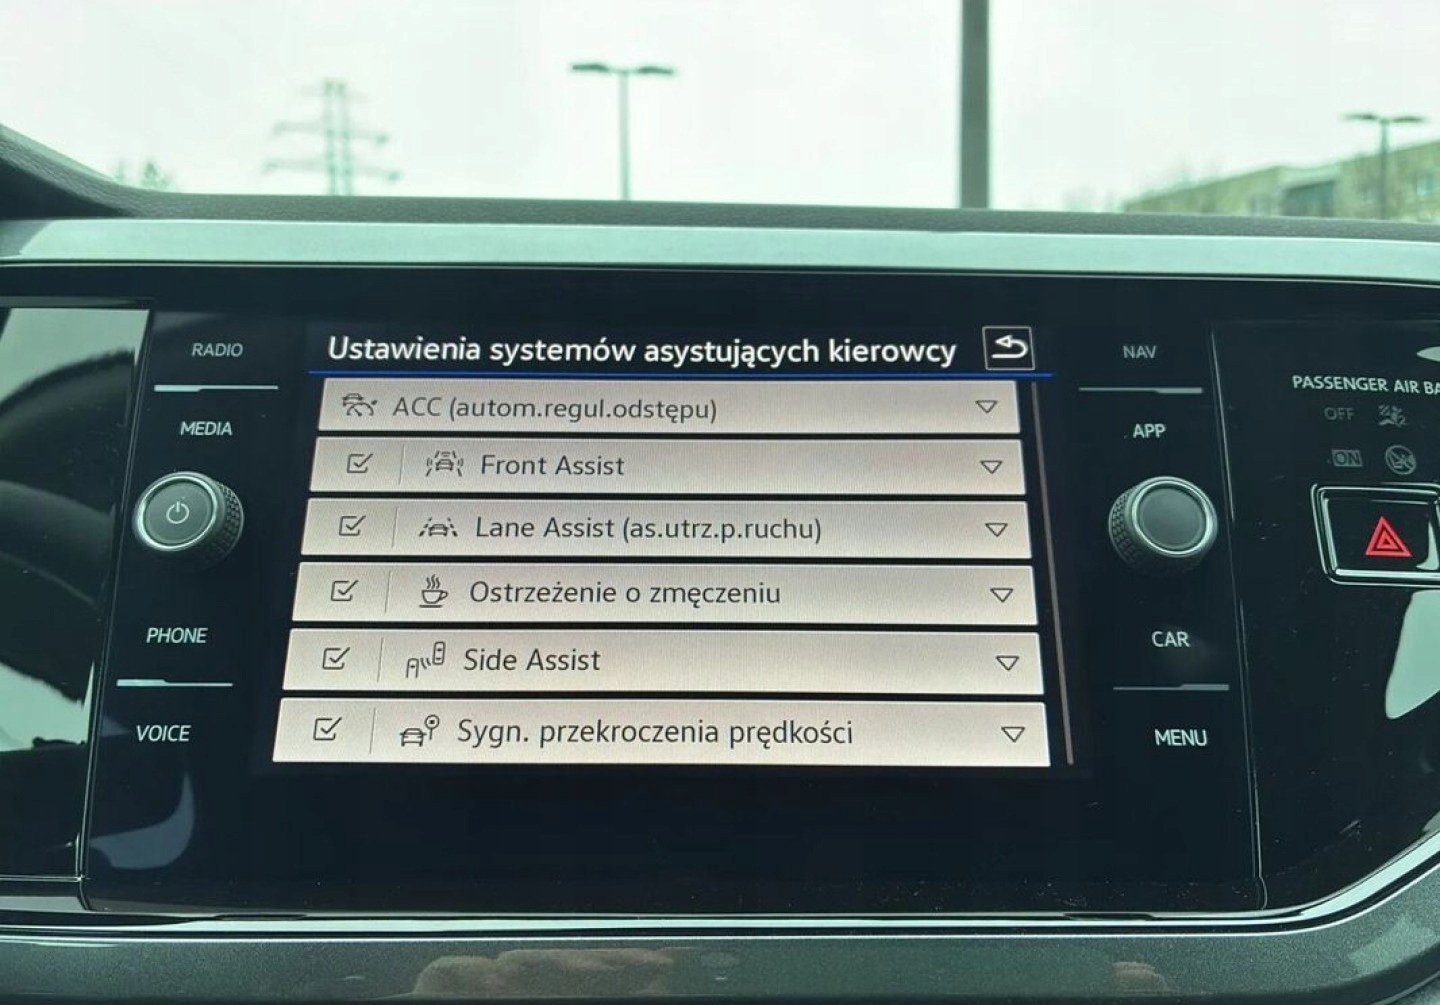 RADIO
MEDIA
PHONE
VOICE
Ustawienia systemów asystujących kierowcy
ACC (autom.regul.odstępu)
Front Assist
Lane Assist (as.utrz.p.ruchu)
Ostrzeżenie o zmęczeniu
Side Assist
Sygn. przekroczenia prędkości
NAV
APP
CAR
MENU
PASSENGER AIR BA
OFF
ON